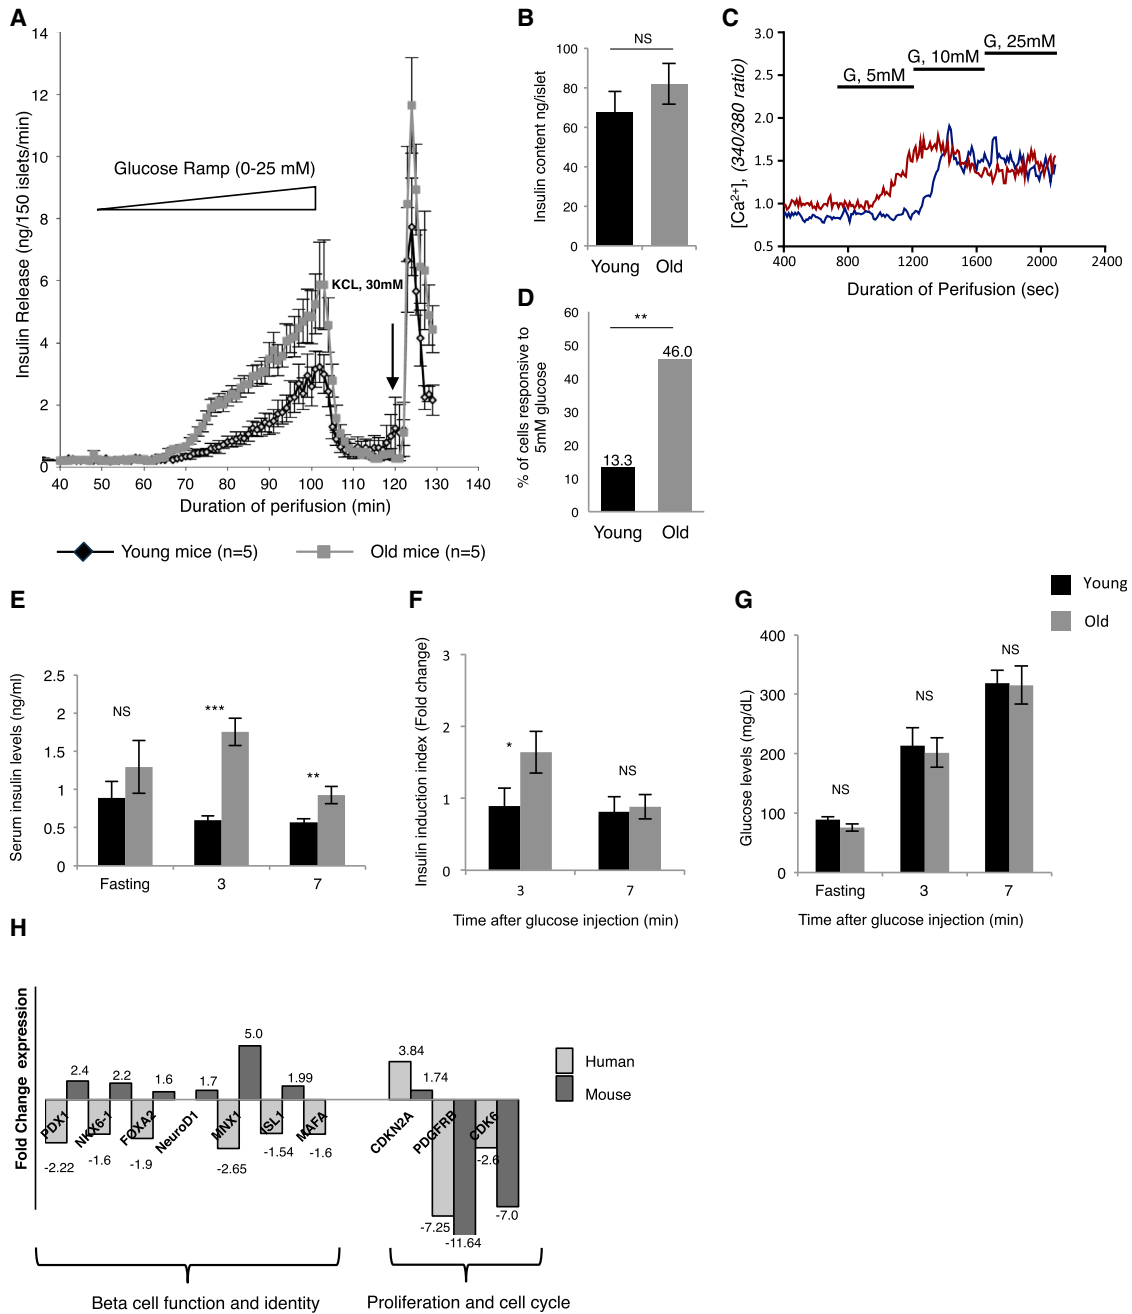 A
14
12
10
8
6
4
2
0
Insulin Release (ng/150 islets/min)
Glucose Ramp (0-25 mM)
KCL, 30mM
40 50 60 70 80 90 100 110 120 130 140
Duration of perifusion (min)
Young mice (n=5)
Old mice (n=5)
B
NS
100
80
60
40
20
0
Insulin content ng/islet
Young Old
C
3.0
2.5
2.0
1.5
1.0
0.5
[Ca2+], (340/380 ratio)
G, 5mM
G, 10mM
G, 25mM
400 800 1200 1600 2000 2400
Duration of Perifusion (sec)
D
60
50
40
30
20
10
0
% of cells responsive to
5mM glucose
**
13.3
46.0
Young Old
E
2.5
2
1.5
1
0.5
0
Serum insulin levels (ng/ml)
NS
***
**
Fasting 3 7
F
3
2
1
0
Insulin induction index (Fold change)
*
NS
3 7
Time after glucose injection (min)
G
Young
Old
400
300
200
100
0
Glucose levels (mg/dL)
NS
NS
NS
Fasting 3 7
Time after glucose injection (min)
H
Fold Change expression
2.4
2.2
1.6
1.7
5.0
1.99
3.84
1.74
PDX1
NKX6-1
FOXA2
NeuroD1
MNX1
ISL1
MAFA
CDKN2A
PDGFRB
CDK6
-2.22
-1.6
-1.9
-2.65
-1.54
-1.6
-7.25
-11.64
-2.6
-7.0
Human
Mouse
Beta cell function and identity
Proliferation and cell cycle